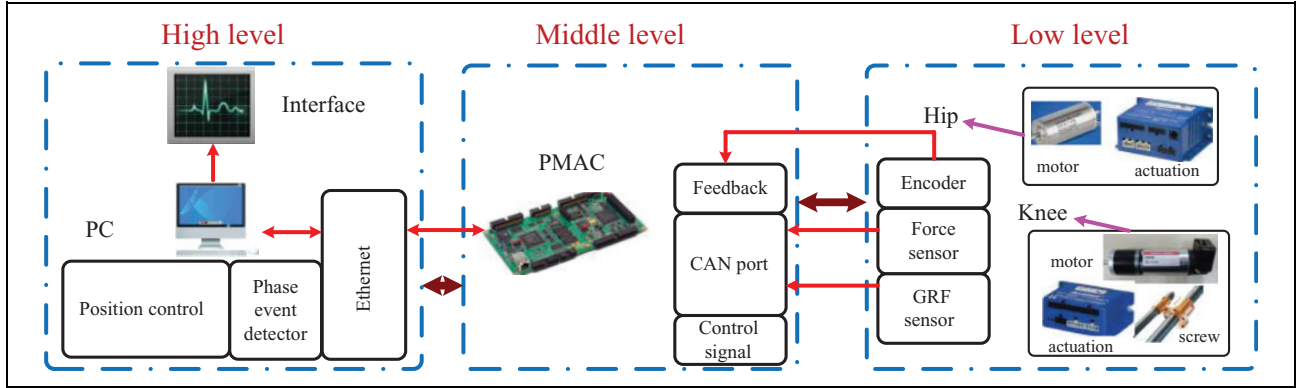 High level
Middle level
Low level
Interface
PC
Position control
Phase
event
detector
Ethernet
PMAC
Feedback
CAN port
Control
signal
Encoder
Force
sensor
GRF
sensor
Hip
motor
actuation
Knee
motor
actuation
screw